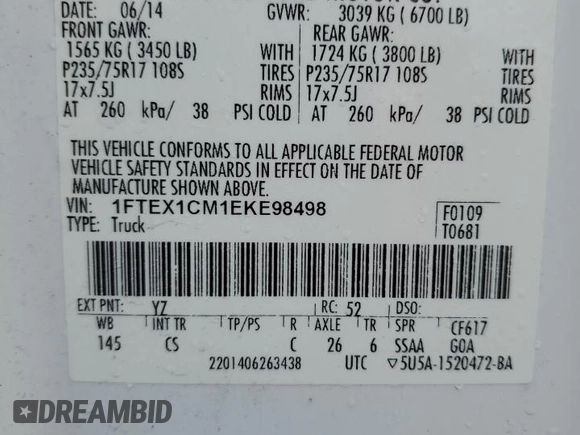 DATE: 06/14 GVWR: 3039 KG ( 6700 LB)
FRONT GAWR: REAR GAWR:
1565 KG ( 3450 LB) WITH 1724 KG ( 3800 LB) WITH
P235/75R17 108S TIRES P235/75R17 108S TIRES
17x7.5J RIMS 17x7.5J RIMS
AT 260 kPa/ 38 PSI COLD AT 260 kPa/ 38 PSI COLD
THIS VEHICLE CONFORMS TO ALL APPLICABLE FEDERAL MOTOR
VEHICLE SAFETY STANDARDS IN EFFECT ON THE DATE OF
MANUFACTURE SHOWN ABOVE.
VIN: 1FTEX1CM1EKE98498 F0109
TYPE: Truck T0681
EXT PNT: YZ RC: 52 DSO:
WB INT TR TP/PS R AXLE TR SPR CF617
145 CS C 26 6 SSAA GOA
2201406263438 UTC ▽5U5A-1520472-BA
DREAMBID